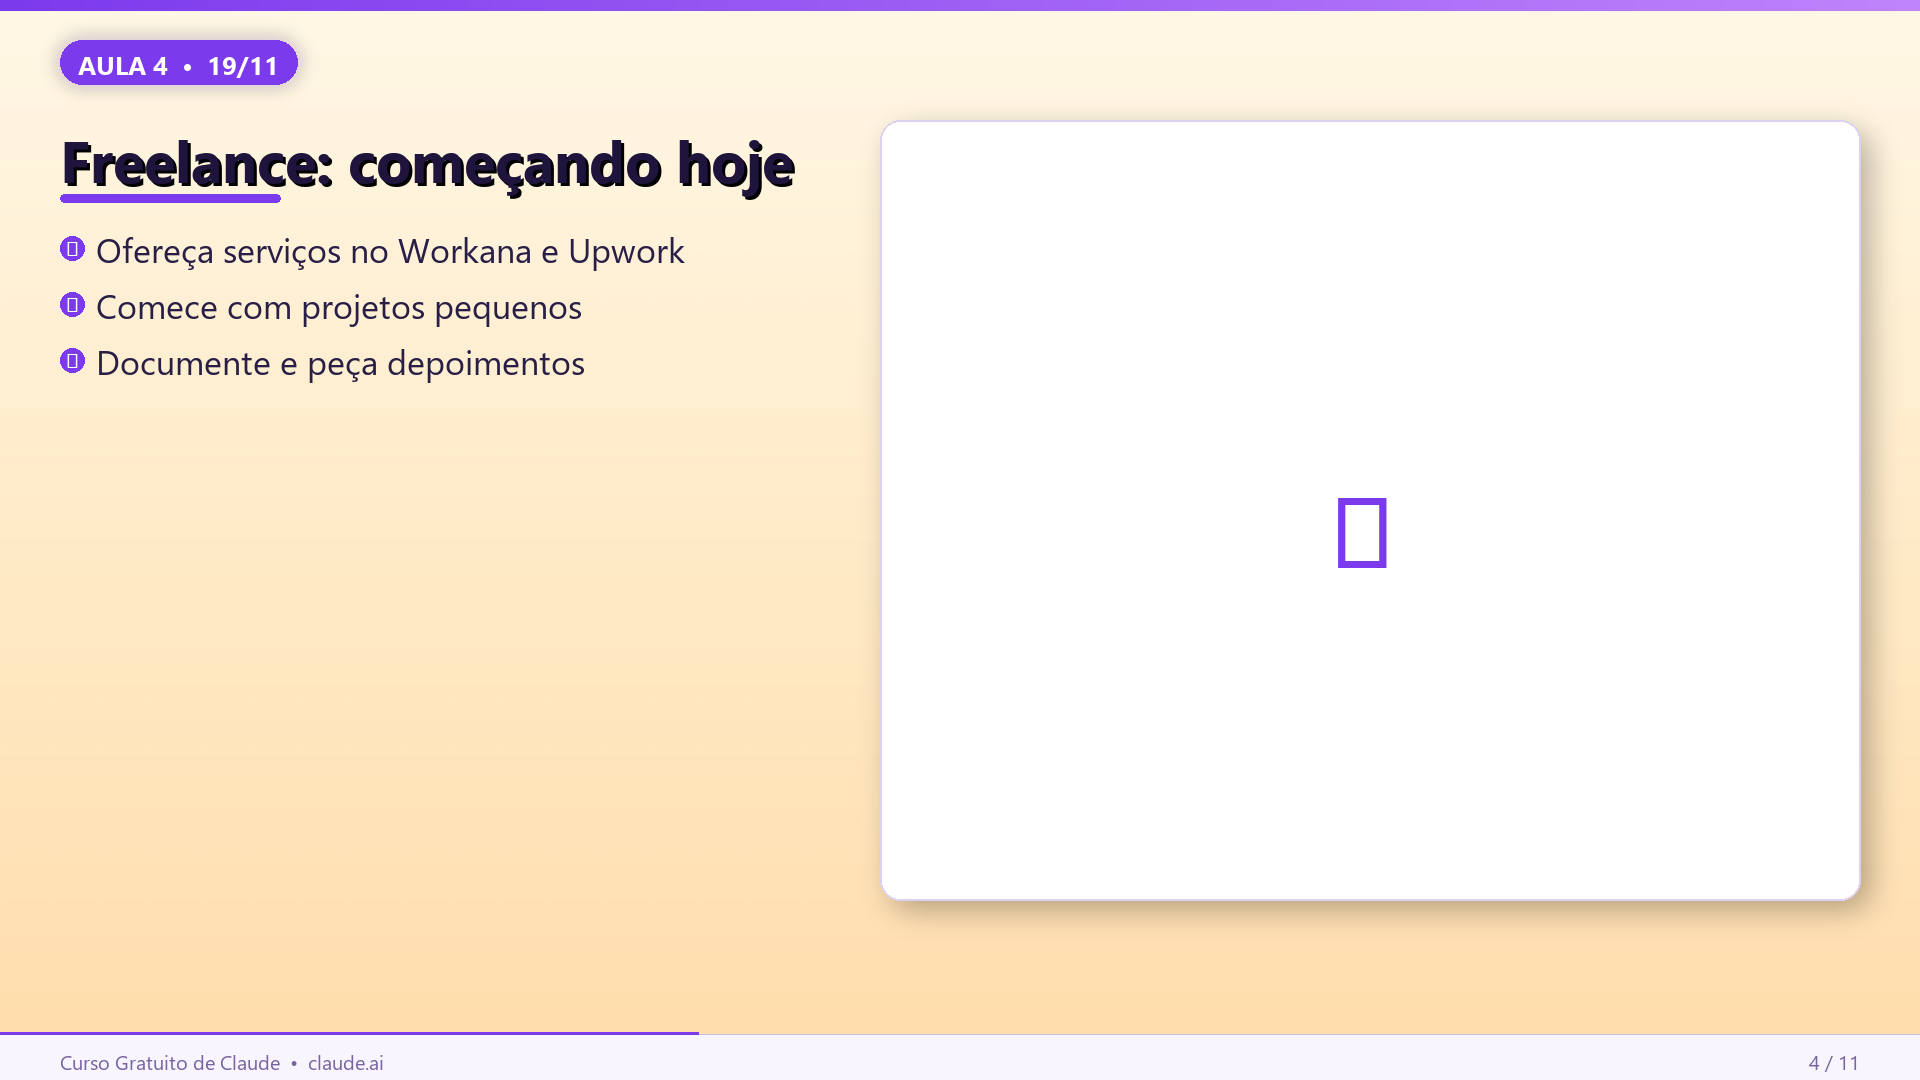 AULA 4 • 19/11
Freelance: começando hoje
Ofereça serviços no Workana e Upwork
Comece com projetos pequenos
Documente e peça depoimentos
Curso Gratuito de Claude • claude.ai
4 / 11